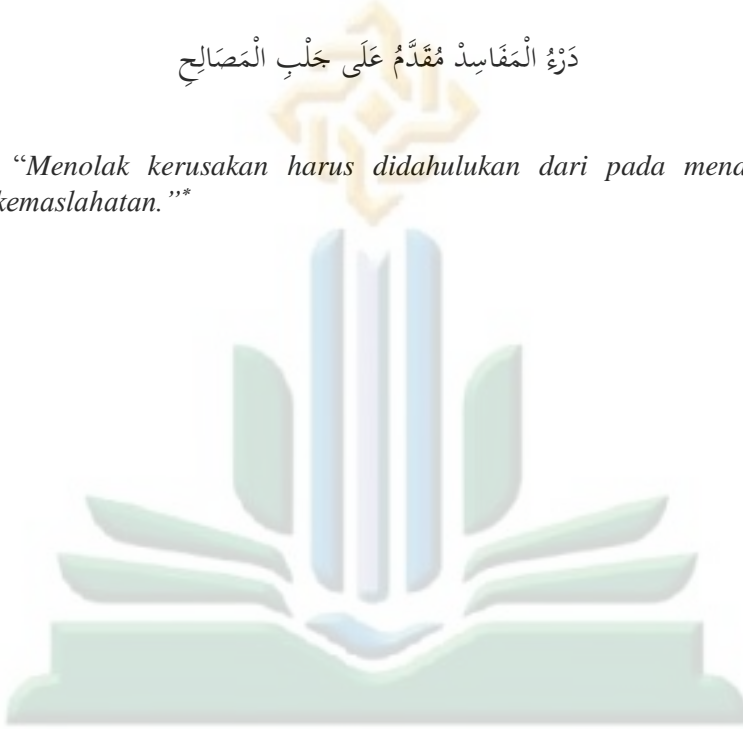 دَرْءُ الْمَفَاسِدْ مُقَدَّمُ عَلَى جَلْبِ الْمَصَالِحِ
“Menolak kerusakan harus didahulukan dari pada
kemaslahatan.”*